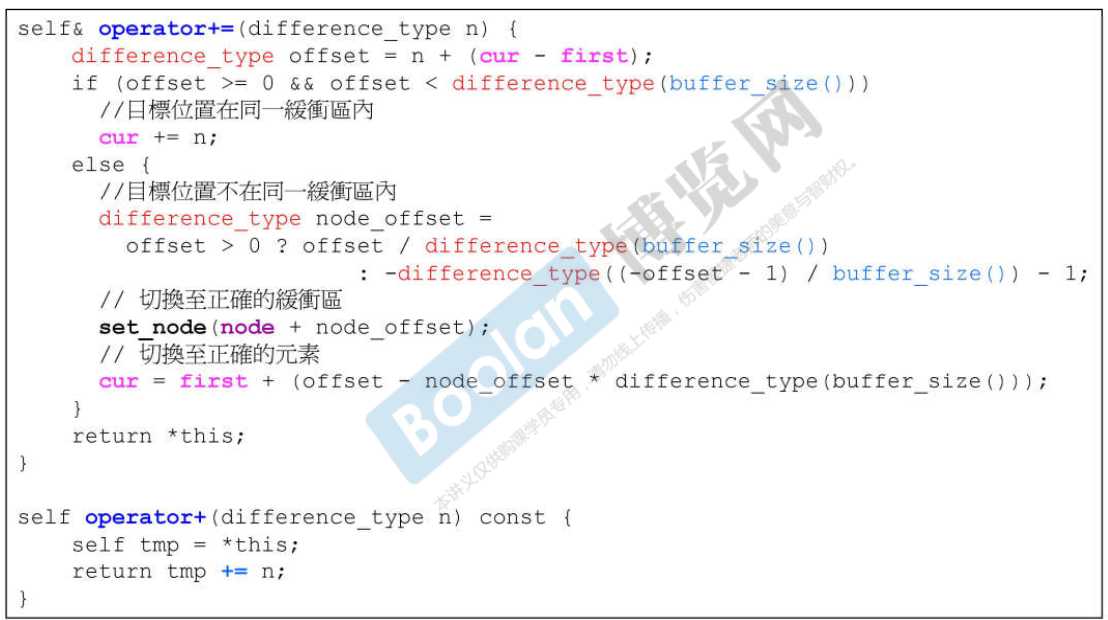 self& operator+=(difference_type n) {
    difference_type offset = n + (cur - first);
    if (offset >= 0 && offset < difference_type(buffer_size()))
      //目標位置在同一緩衝區內
      cur += n;
    else {
      //目標位置不在同一緩衝區內
      difference_type node_offset =
        offset > 0 ? offset / difference_type(buffer_size())
                         : -difference_type((-offset - 1) / buffer_size()) - 1;
      // 切換至正確的緩衝區
      set_node(node + node_offset);
      // 切換至正確的元素
      cur = first + (offset - node_offset * difference_type(buffer_size()));
    }
    return *this;
}

self operator+(difference_type n) const {
    self tmp = *this;
    return tmp += n;
}
Boolan 博览网
本讲义仅供购课学员专用，请勿线上传播，伤害讲师的美意与智财权。